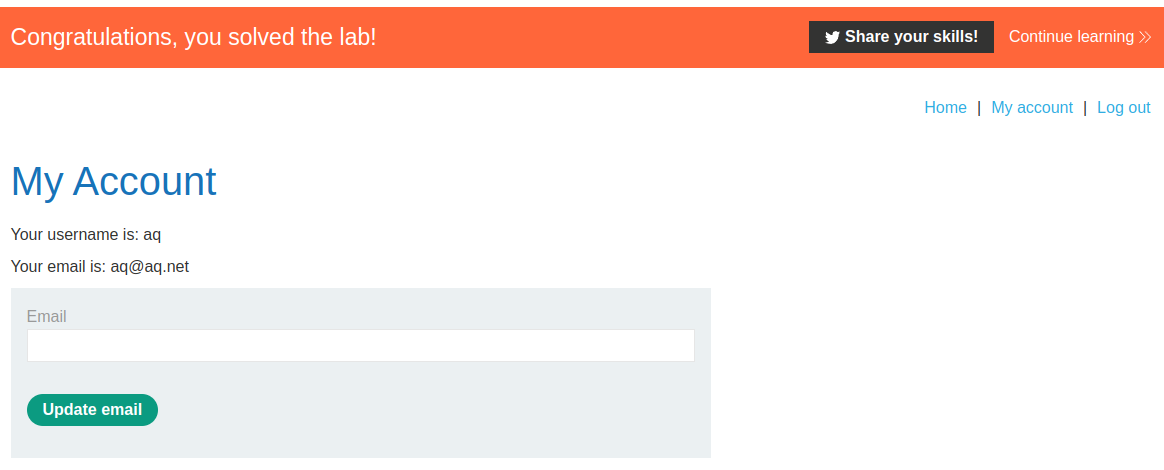 Congratulations, you solved the lab!
Share your skills!
Continue learning
Home | My account | Log out
My Account
Your username is: aq
Your email is: aq@aq.net
Email
Update email